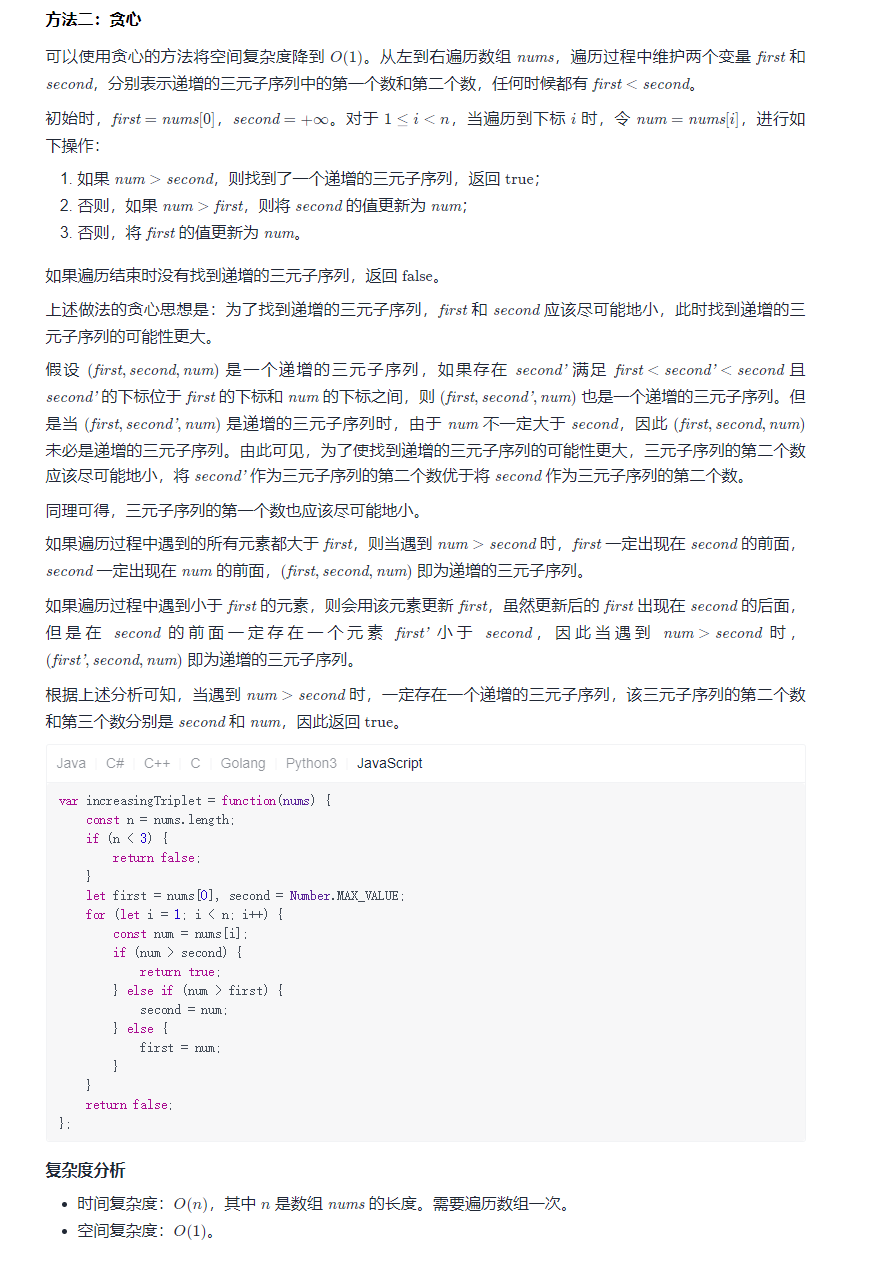 方法二：贪心
可以使用贪心的方法将空间复杂度降到 O(1)。从左到右遍历数组 nums，遍历过程中维护两个变量 first 和
second，分别表示递增的三元子序列中的第一个数和第二个数，任何时候都有 first < second。
初始时，first = nums[0]，second = +∞。对于 1 ≤ i < n，当遍历到下标 i 时，令 num = nums[i]，进行如
下操作：
1. 如果 num > second，则找到了一个递增的三元子序列，返回 true；
2. 否则，如果 num > first，则将 second 的值更新为 num；
3. 否则，将 first 的值更新为 num。
如果遍历结束时没有找到递增的三元子序列，返回 false。
上述做法的贪心思想是：为了找到递增的三元子序列，first 和 second 应该尽可能地小，此时找到递增的三
元子序列的可能性更大。
假设 (first, second, num) 是一个递增的三元子序列，如果存在 second’ 满足 first < second’ < second 且
second’ 的下标位于 first 的下标和 num 的下标之间，则 (first, second’, num) 也是一个递增的三元子序列。但
是当 (first, second’, num) 是递增的三元子序列时，由于 num 不一定大于 second，因此 (first, second, num)
未必是递增的三元子序列。由此可见，为了使找到递增的三元子序列的可能性更大，三元子序列的第二个数
应该尽可能地小，将 second’ 作为三元子序列的第二个数优于将 second 作为三元子序列的第二个数。
同理可得，三元子序列的第一个数也应该尽可能地小。
如果遍历过程中遇到的所有元素都大于 first，则当遇到 num > second 时，first 一定出现在 second 的前面，
second 一定出现在 num 的前面，(first, second, num) 即为递增的三元子序列。
如果遍历过程中遇到小于 first 的元素，则会用该元素更新 first，虽然更新后的 first 出现在 second 的后面，
但是在 second 的前面一定存在一个元素 first’ 小于 second，因此当遇到 num > second 时，
(first’, second, num) 即为递增的三元子序列。
根据上述分析可知，当遇到 num > second 时，一定存在一个递增的三元子序列，该三元子序列的第二个数
和第三个数分别是 second 和 num，因此返回 true。
Java C# C++ C Golang Python3 JavaScript
var increasingTriplet = function(nums) {
    const n = nums.length;
    if (n < 3) {
        return false;
    }
    let first = nums[0], second = Number.MAX_VALUE;
    for (let i = 1; i < n; i++) {
        const num = nums[i];
        if (num > second) {
            return true;
        } else if (num > first) {
            second = num;
        } else {
            first = num;
        }
    }
    return false;
};
复杂度分析
• 时间复杂度：O(n)，其中 n 是数组 nums 的长度。需要遍历数组一次。
• 空间复杂度：O(1)。